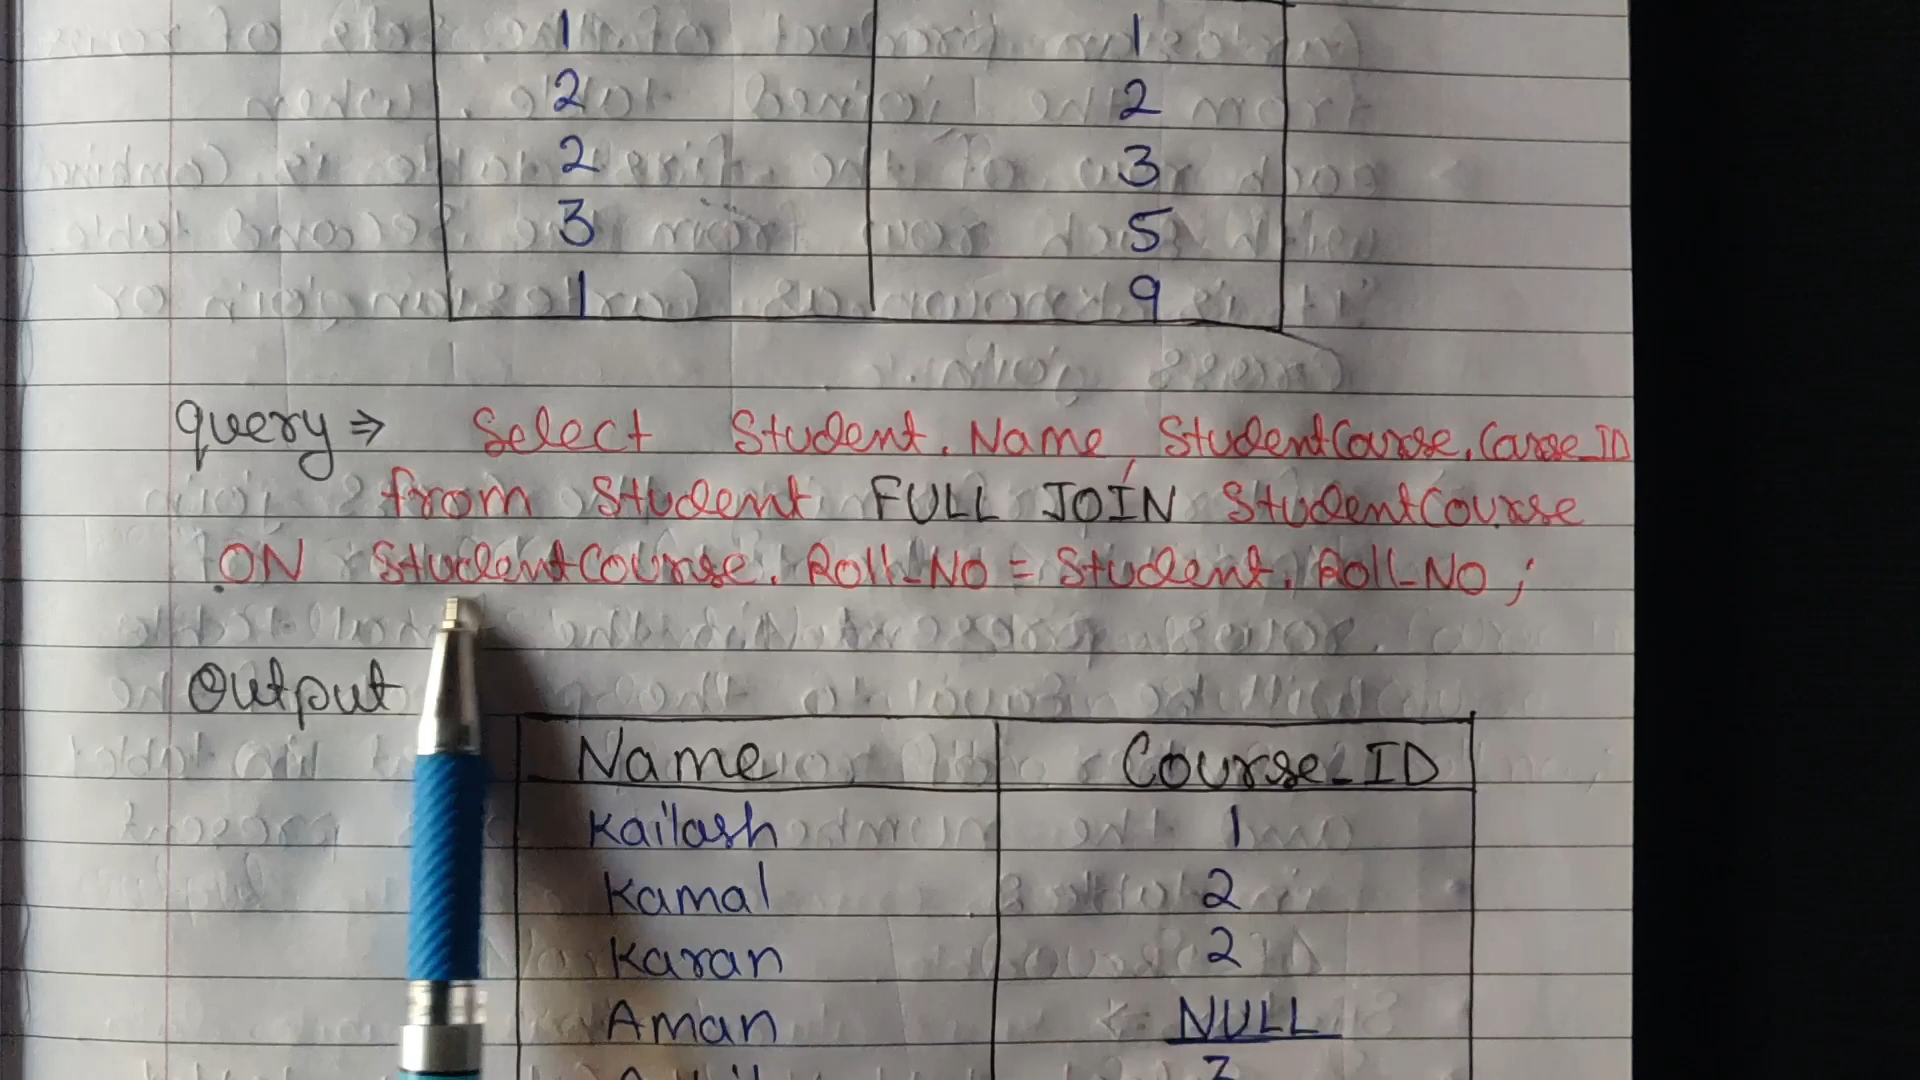 1 1
2 2
2 3
3 5
1 9
query ⇒ Select Student.Name, StudentCourse.Course_ID
from Student FULL JOIN StudentCourse
ON StudentCourse.Roll_No = Student.Roll_No;
Output
Name Course_ID
Kailash 1
Kamal 2
Karan 2
Aman NULL
3